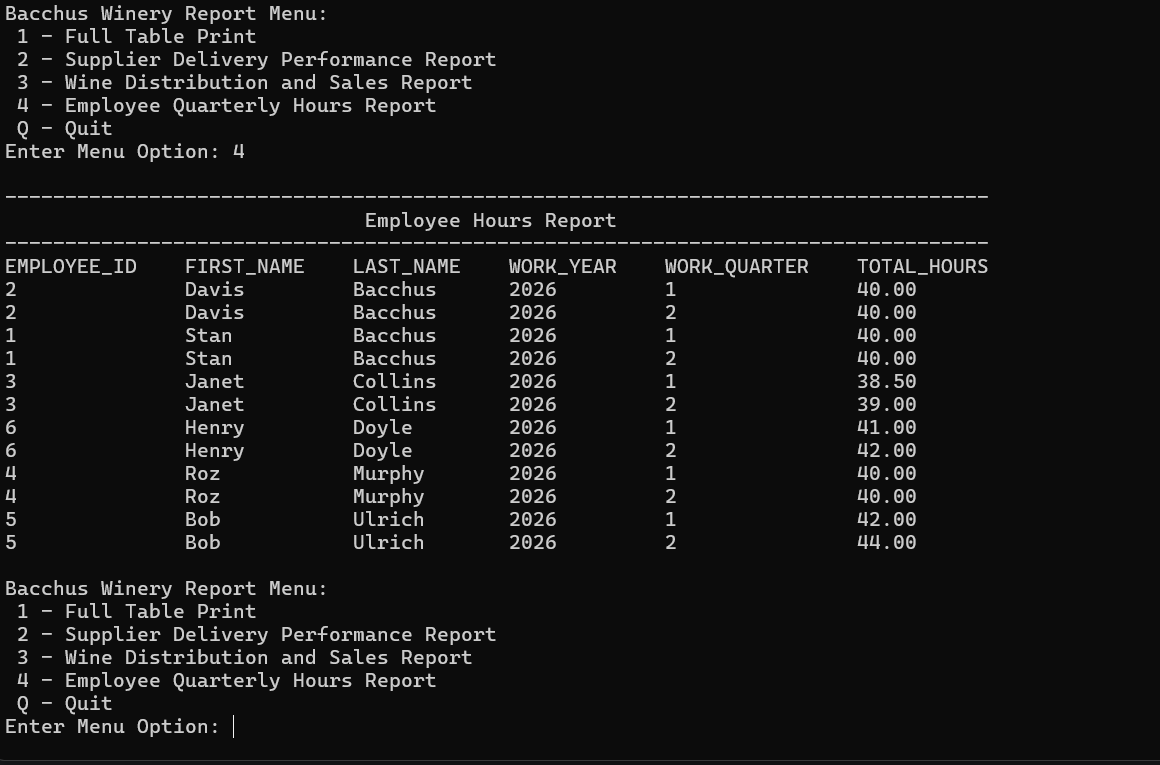 Bacchus Winery Report Menu:
 1 - Full Table Print
 2 - Supplier Delivery Performance Report
 3 - Wine Distribution and Sales Report
 4 - Employee Quarterly Hours Report
 Q - Quit
Enter Menu Option: 4

----------------------------------------------------------------------------------
                              Employee Hours Report
----------------------------------------------------------------------------------
EMPLOYEE_ID    FIRST_NAME    LAST_NAME    WORK_YEAR    WORK_QUARTER    TOTAL_HOURS
2              Davis         Bacchus      2026         1               40.00
2              Davis         Bacchus      2026         2               40.00
1              Stan          Bacchus      2026         1               40.00
1              Stan          Bacchus      2026         2               40.00
3              Janet         Collins      2026         1               38.50
3              Janet         Collins      2026         2               39.00
6              Henry         Doyle        2026         1               41.00
6              Henry         Doyle        2026         2               42.00
4              Roz           Murphy       2026         1               40.00
4              Roz           Murphy       2026         2               40.00
5              Bob           Ulrich       2026         1               42.00
5              Bob           Ulrich       2026         2               44.00

Bacchus Winery Report Menu:
 1 - Full Table Print
 2 - Supplier Delivery Performance Report
 3 - Wine Distribution and Sales Report
 4 - Employee Quarterly Hours Report
 Q - Quit
Enter Menu Option: